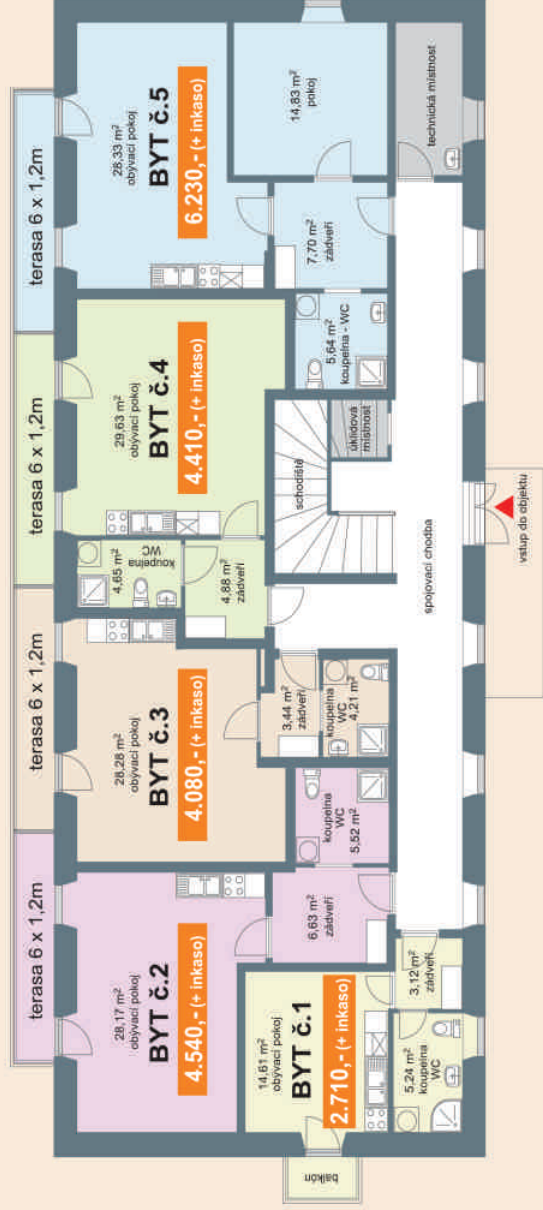 terasa 6 x 1,2m
terasa 6 x 1,2m
terasa 6 x 1,2m
terasa 6 x 1,2m
28,17 m²
obývací pokoj
BYT č.2
4.540,- (+ inkaso)
28,28 m²
obývací pokoj
BYT č.3
4.080,- (+ inkaso)
4,65 m²
koupelna
WC
29,63 m²
obývací pokoj
BYT č.4
4.410,- (+ inkaso)
28,33 m²
obývací pokoj
BYT č.5
6.230,- (+ inkaso)
4,88 m²
zádveří
14,83 m²
pokoj
7,70 m²
zádveří
5,64 m²
koupelna - WC
schodiště
úklidová
místnost
3,44 m²
zádveří
koupelna
WC
4,21 m²
koupelna
WC
5,52 m²
6,63 m²
zádveří
14,61 m²
obývací pokoj
BYT č.1
2.710,- (+ inkaso)
balkón
3,12 m²
zádveří
5,24 m²
koupelna
WC
spojovací chodba
technická místnost
vstup do objektu